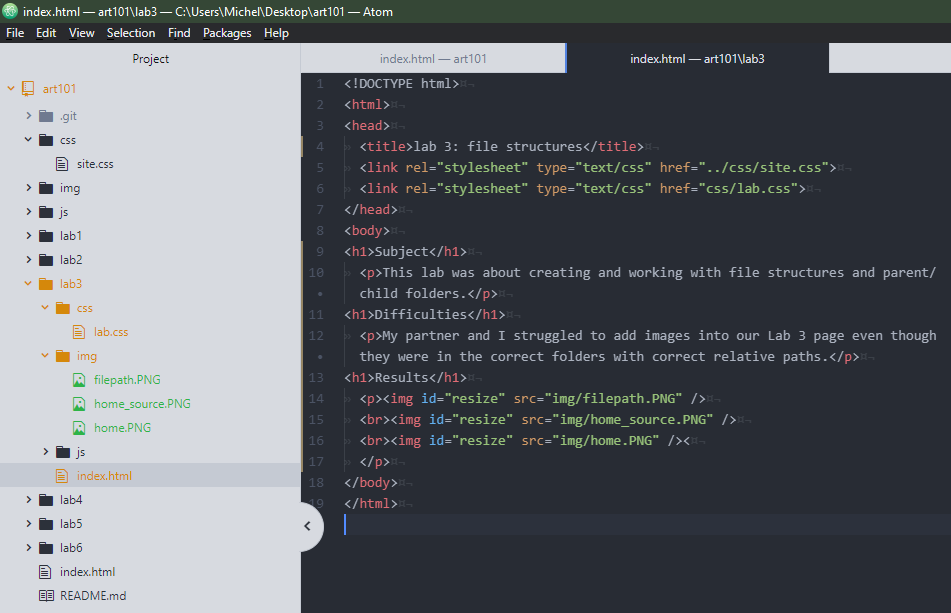 index.html — art101\lab3 — C:\Users\Michel\Desktop\art101 — Atom
File Edit View Selection Find Packages Help
Project
art101
.git
css
site.css
img
js
lab1
lab2
lab3
css
lab.css
img
filepath.PNG
home_source.PNG
home.PNG
js
index.html
lab4
lab5
lab6
index.html
README.md
index.html — art101
index.html — art101\lab3
1 <!DOCTYPE html>
2 <html>
3 <head>
4 <title>lab 3: file structures</title>
5 <link rel="stylesheet" type="text/css" href="../css/site.css">
6 <link rel="stylesheet" type="text/css" href="css/lab.css">
7 </head>
8 <body>
9 <h1>Subject</h1>
10 <p>This lab was about creating and working with file structures and parent/
• child folders.</p>
11 <h1>Difficulties</h1>
12 <p>My partner and I struggled to add images into our Lab 3 page even though
• they were in the correct folders with correct relative paths.</p>
13 <h1>Results</h1>
14 <p><img id="resize" src="img/filepath.PNG" />
15 <br><img id="resize" src="img/home_source.PNG" />
16 <br><img id="resize" src="img/home.PNG" /><
17 </p>
18 </body>
19 </html>